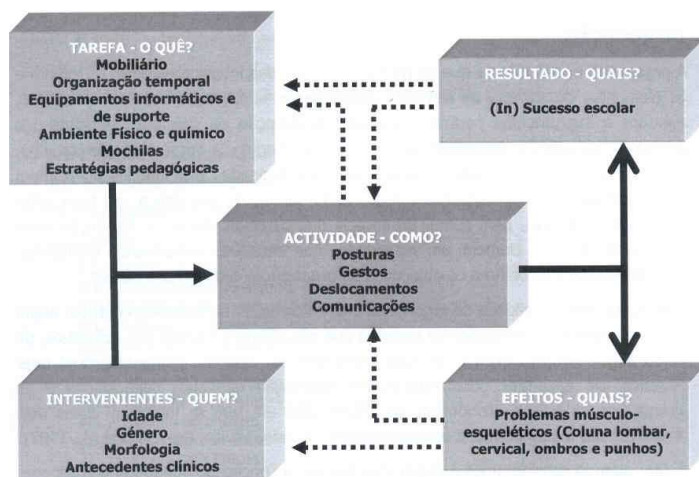 TAREFA - O QUÊ?
Mobiliário
Organização temporal
Equipamentos informáticos e
de suporte
Ambiente Físico e químico
Mochilas
Estratégias pedagógicas
RESULTADO - QUAIS?
(In) Sucesso escolar
ACTIVIDADE - COMO?
Posturas
Gestos
Deslocamentos
Comunicações
INTERVENIENTES - QUEM?
Idade
Género
Morfologia
Antecedentes clínicos
EFEITOS - QUAIS?
Problemas músculo-
esqueléticos (Coluna lombar,
cervical, ombros e punhos)